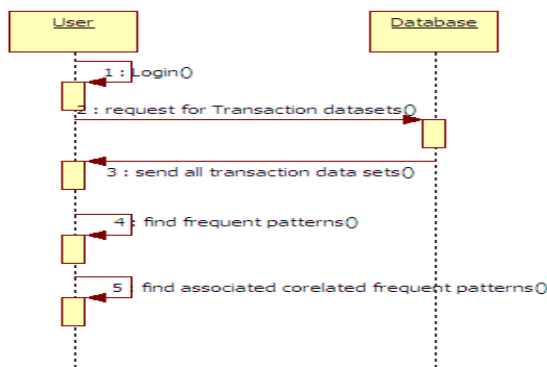 User
Database
1 : Login()
2 : request for Transaction datasets()
3 : send all transaction data sets()
4 : find frequent patterns()
5 : find associated corelated frequent patterns()